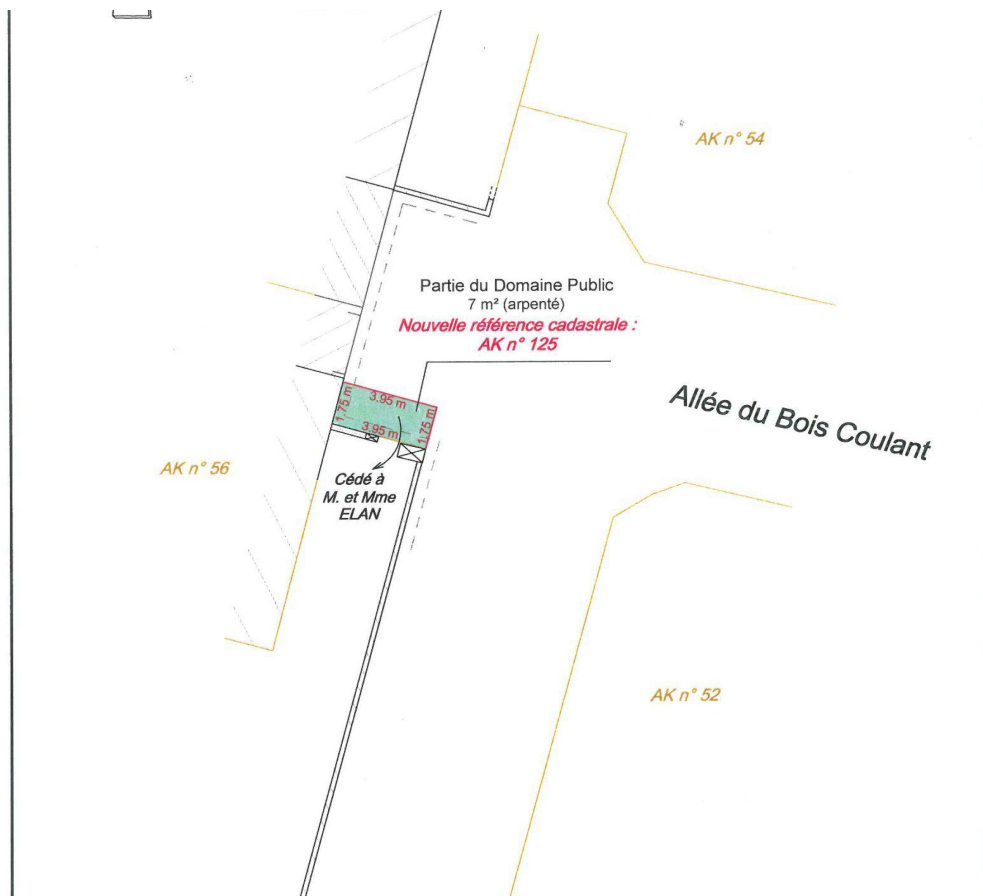 AK n° 54
Partie du Domaine Public
7 m² (arpenté)
Nouvelle référence cadastrale :
AK n° 125
Allée du Bois Coulant
3.95 m
1.75 m
1.75 m
3.95 m
AK n° 56
Cédé à
M. et Mme
ELAN
AK n° 52